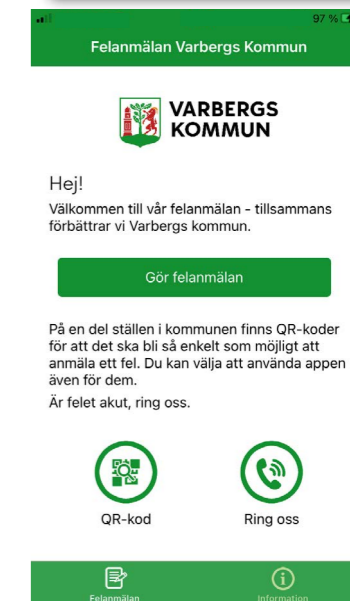 97 %
Felanmälan Varbergs Kommun
VARBERGS
KOMMUN
Hej!
Välkommen till vår felanmälan - tillsammans
förbättrar vi Varbergs kommun.
Gör felanmälan
På en del ställen i kommunen finns QR-koder
för att det ska bli så enkelt som möjligt att
anmäla ett fel. Du kan välja att använda appen
även för dem.
Är felet akut, ring oss.
QR-kod Ring oss
Felanmälan Information